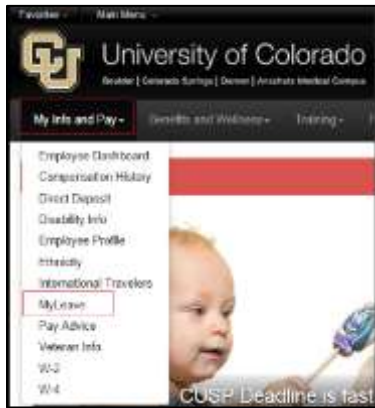 Favorites
Main Menu
University of Colorado
Boulder | Colorado Springs | Denver | Anschutz Medical Campus
My Info and Pay
Benefits and Wellness
Training
Employee Dashboard
Compensation History
Direct Deposit
Disability Info
Employee Profile
Ethnicity
International Travelers
MyLeave
Pay Advice
Veteran Info
W-2
W-4
CUSP Deadline is fast